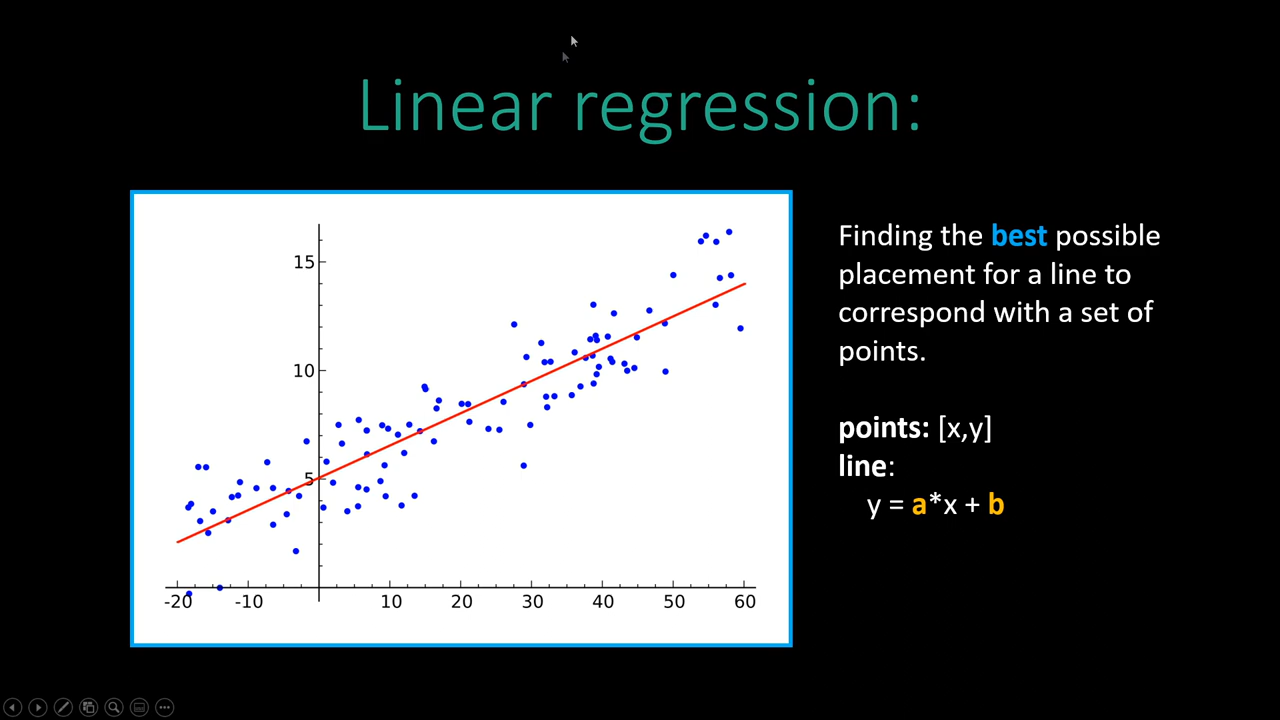 Linear regression:
15
10
5
-20 -10 10 20 30 40 50 60
Finding the best possible
placement for a line to
correspond with a set of
points.
points: [x,y]
line:
y = a*x + b